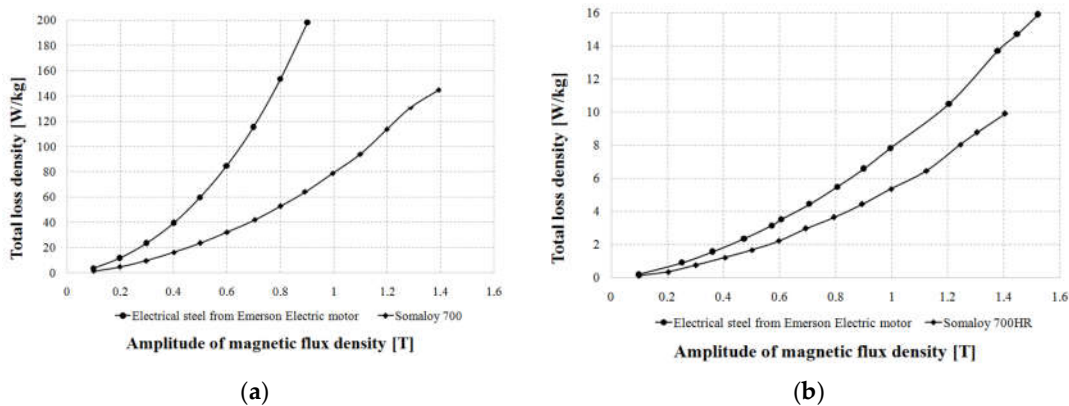 200
180
160
140
120
100
80
60
40
20
0
Total loss density [W/kg]
0 0.2 0.4 0.6 0.8 1 1.2 1.4 1.6
Electrical steel from Emerson Electric motor Somaloy 700
Amplitude of magnetic flux density [T]
(a)
16
14
12
10
8
6
4
2
0
Total loss density [W/kg]
0 0.2 0.4 0.6 0.8 1 1.2 1.4 1.6
Electrical steel from Emerson Electric motor Somaloy 700HR
Amplitude of magnetic flux density [T]
(b)